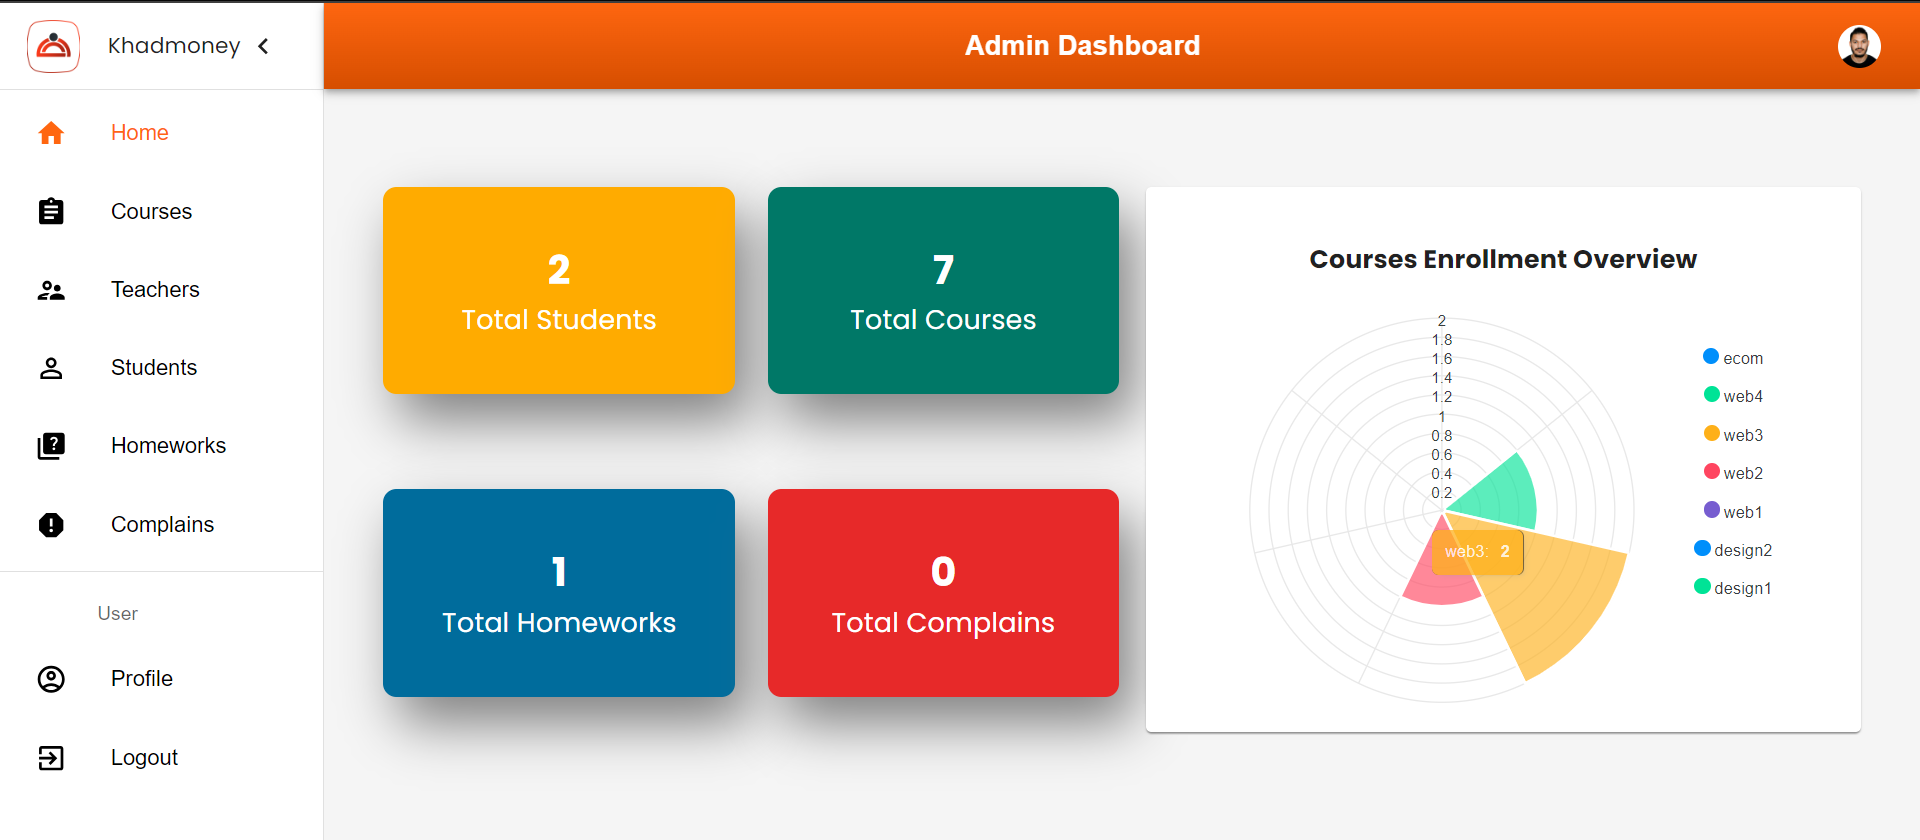 Khadmoney
Admin Dashboard
Home
Courses
Teachers
Students
Homeworks
Complains
User
Profile
Logout
2
Total Students
7
Total Courses
1
Total Homeworks
0
Total Complains
Courses Enrollment Overview
2
1.8
1.6
1.4
1.2
1
0.8
0.6
0.4
0.2
web3: 2
ecom
web4
web3
web2
web1
design2
design1